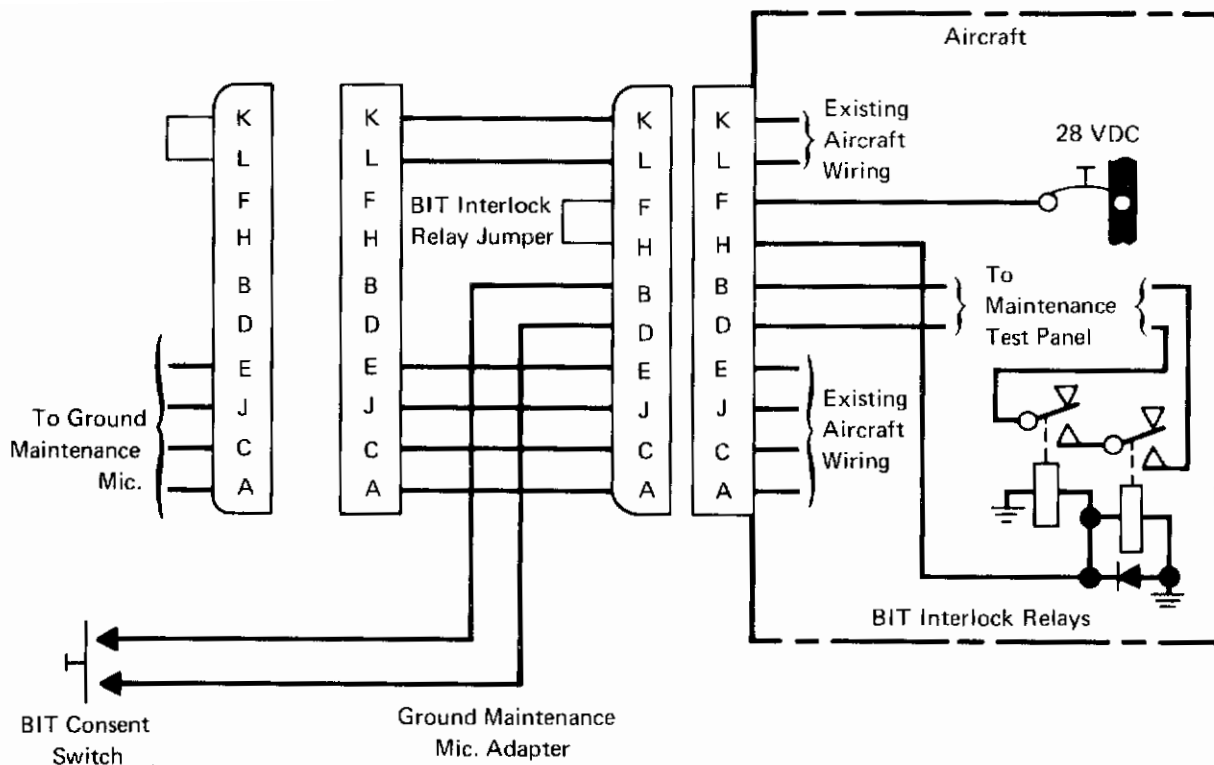 Aircraft
K
L
F
H
B
D
E
J
C
A
K
L
F
H
B
D
E
J
C
A
K
L
F
H
B
D
E
J
C
A
K
L
F
H
B
D
E
J
C
A
Existing
Aircraft
Wiring
28 VDC
BIT Interlock
Relay Jumper
To
Maintenance
Test Panel
To Ground
Maintenance
Mic.
Existing
Aircraft
Wiring
BIT Interlock Relays
BIT Consent
Switch
Ground Maintenance
Mic. Adapter